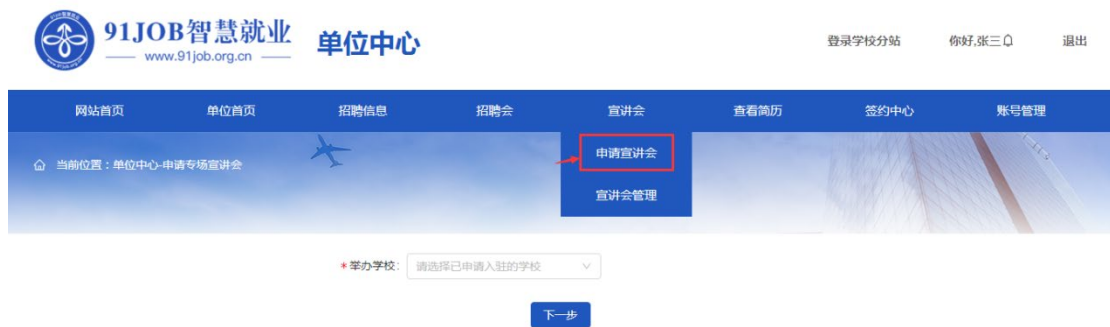 91JOB智慧就业
www.91job.org.cn
单位中心
登录学校分站 你好,张三 退出
网站首页 单位首页 招聘信息 招聘会 宣讲会 查看简历 签约中心 账号管理
申请宣讲会
当前位置：单位中心-申请专场宣讲会
宣讲会管理
*举办学校: 请选择已申请入驻的学校
下一步